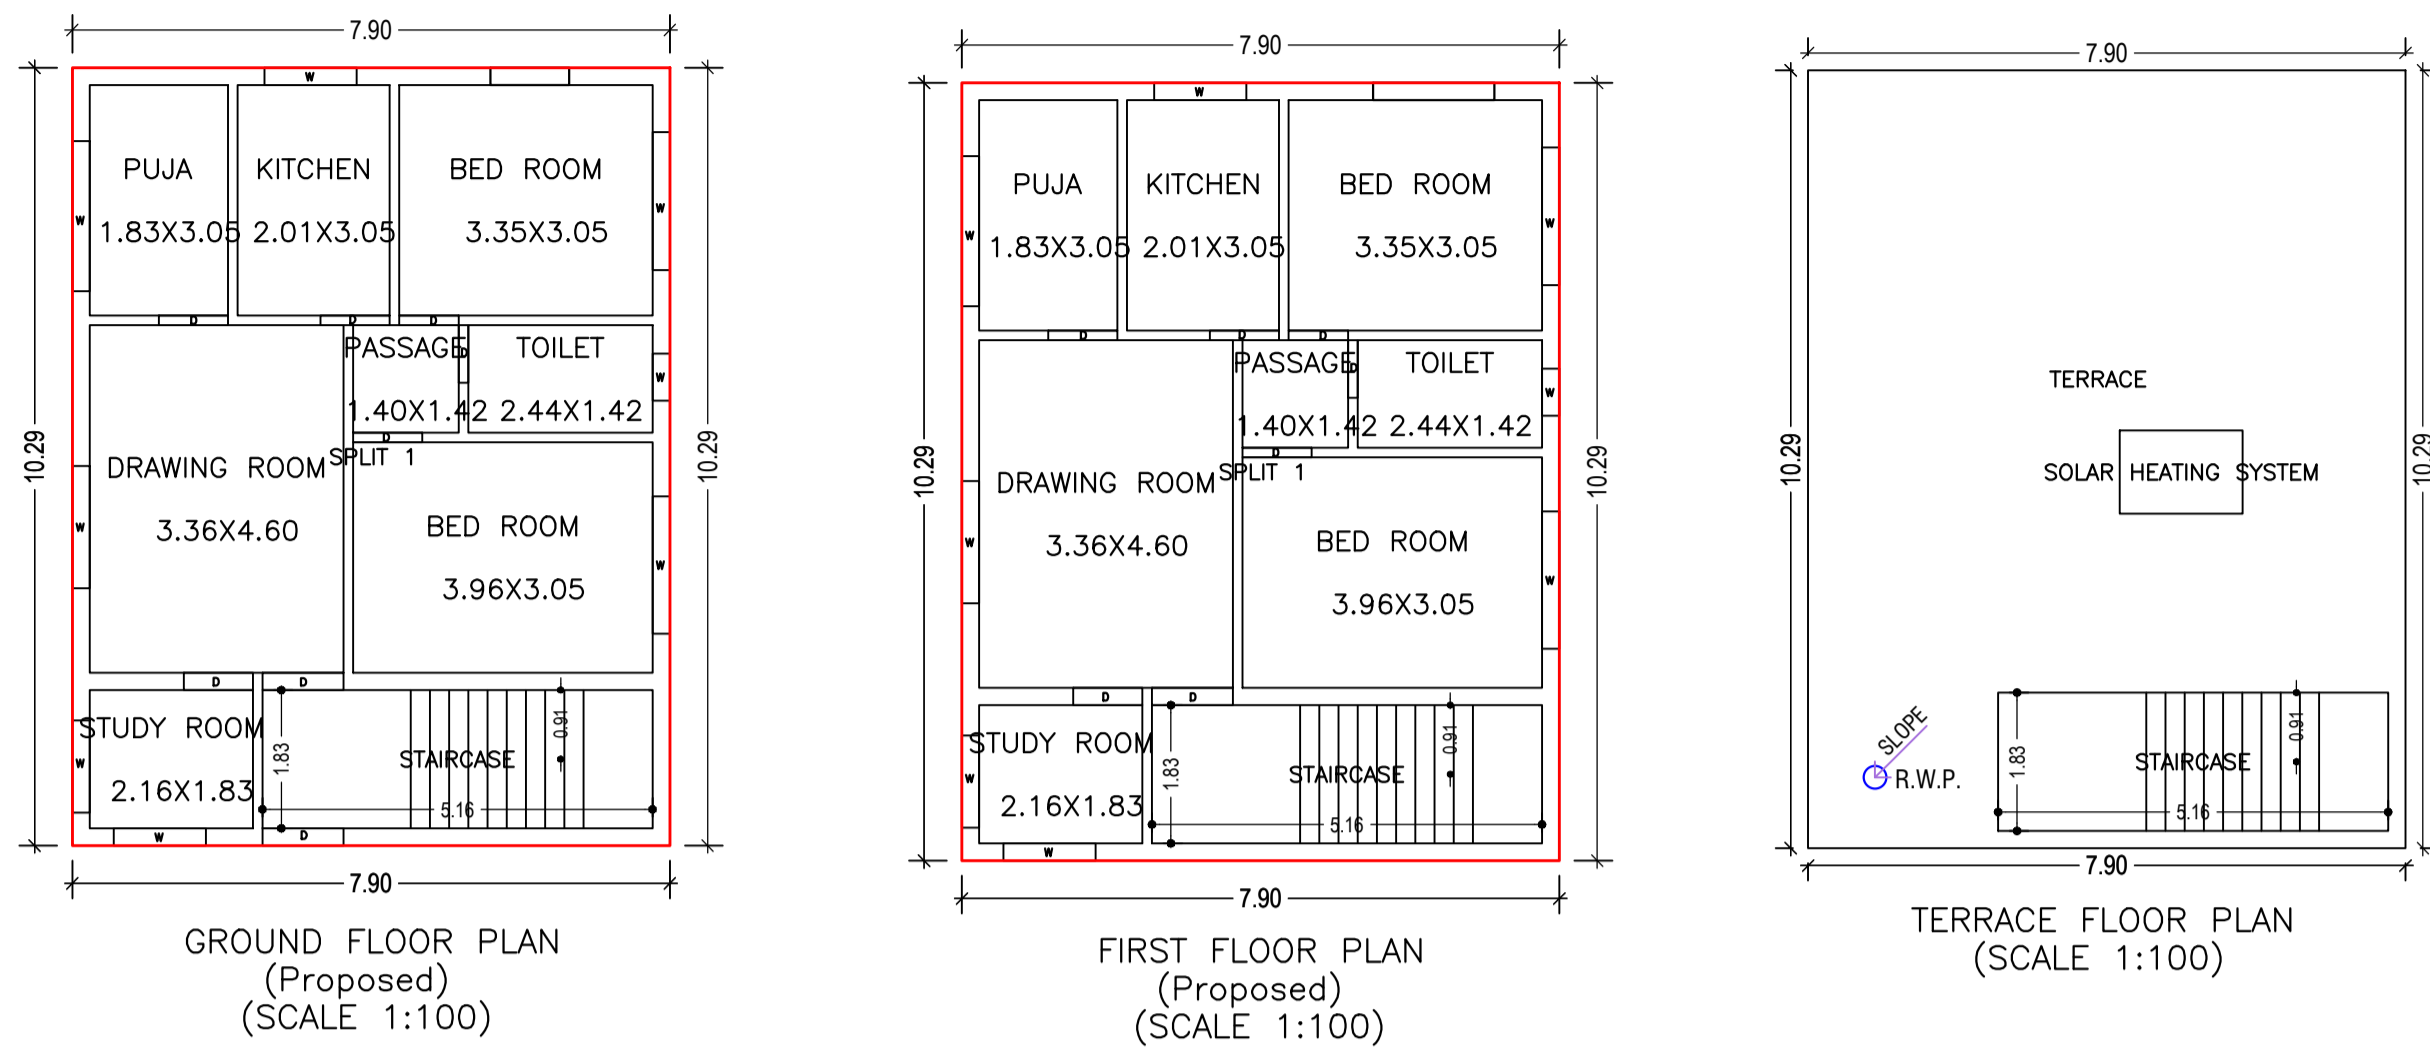 7.90
W
PUJA KITCHEN BED ROOM
W
W
1.83X3.05 2.01X3.05 3.35X3.05
D D D
PASSAGE D TOILET
W
1.40X1.42 2.44X1.42
D
10.29
10.29
DRAWING ROOM SPLIT 1
W
3.36X4.60
BED ROOM
W
3.96X3.05
D D
STUDY ROOM
W
2.16X1.83
STAIRCASE
1.83
0.91
5.16
W D
7.90
GROUND FLOOR PLAN
(Proposed)
(SCALE 1:100)
7.90
W
PUJA KITCHEN BED ROOM
W
W
1.83X3.05 2.01X3.05 3.35X3.05
D D D
PASSAGE D TOILET
W
1.40X1.42 2.44X1.42
D
10.29
10.29
DRAWING ROOM SPLIT 1
W
3.36X4.60
BED ROOM
W
3.96X3.05
D D
STUDY ROOM
W
2.16X1.83
STAIRCASE
1.83
0.91
5.16
W
7.90
FIRST FLOOR PLAN
(Proposed)
(SCALE 1:100)
7.90
TERRACE
10.29
10.29
SOLAR HEATING SYSTEM
SLOPE
R.W.P.
STAIRCASE
1.83
0.91
5.16
7.90
TERRACE FLOOR PLAN
(SCALE 1:100)